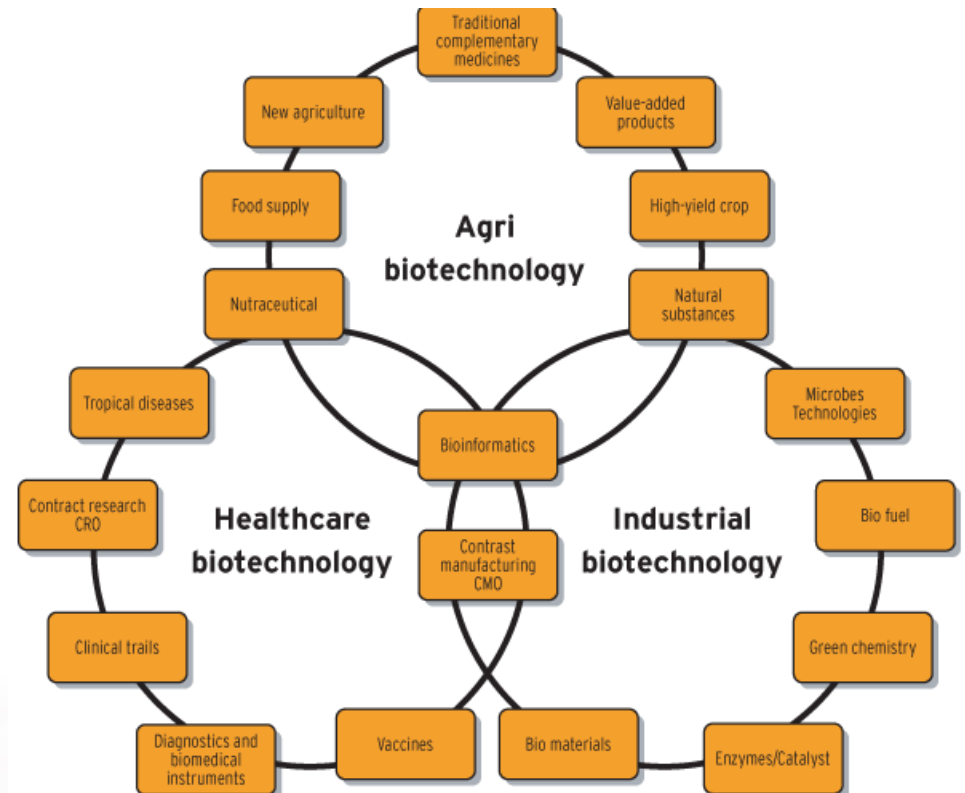 Traditional
complementary
medicines
New agriculture
Value-added
products
Food supply
High-yield crop
Agri
biotechnology
Nutraceutical
Natural
substances
Tropical diseases
Microbes
Technologies
Bioinformatics
Contract research
CRO
Healthcare
biotechnology
Contrast
manufacturing
CMO
Industrial
biotechnology
Bio fuel
Clinical trails
Green chemistry
Diagnostics and
biomedical
instruments
Vaccines
Bio materials
Enzymes/Catalyst